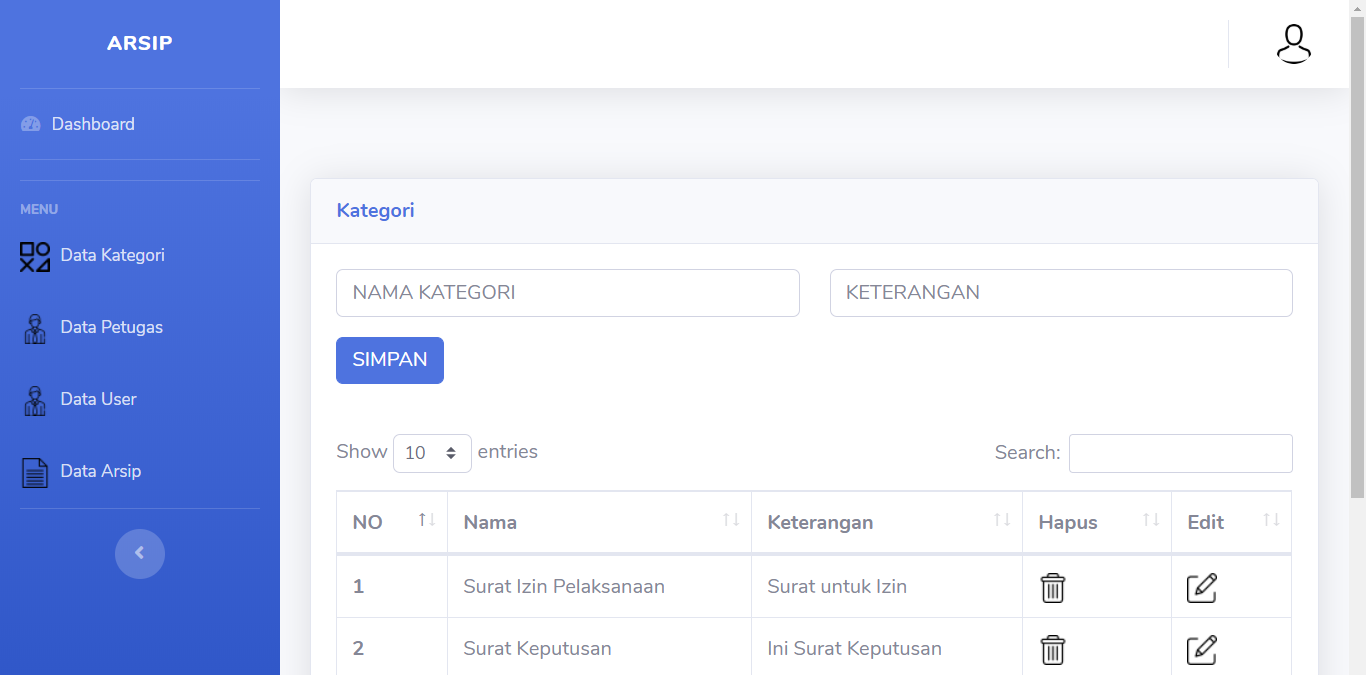 ARSIP
Dashboard
MENU
Data Kategori
Data Petugas
Data User
Data Arsip
Kategori
NAMA KATEGORI KETERANGAN
SIMPAN
Show 10 entries Search:
NO Nama Keterangan Hapus Edit
1 Surat Izin Pelaksanaan Surat untuk Izin
2 Surat Keputusan Ini Surat Keputusan